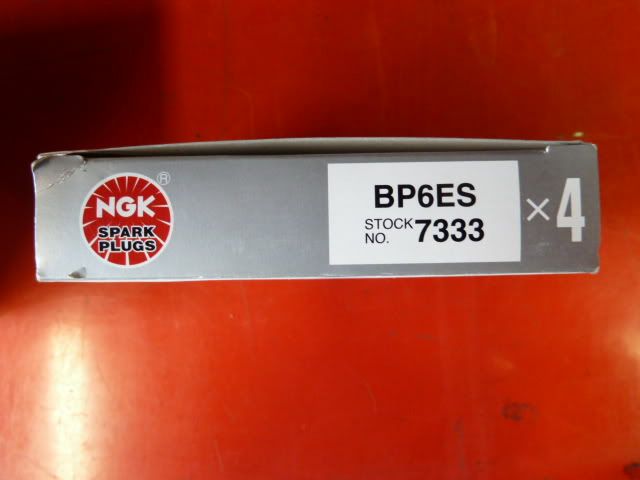 NGK
®
SPARK
PLUGS
BP6ES
STOCK
NO. 7333
×4